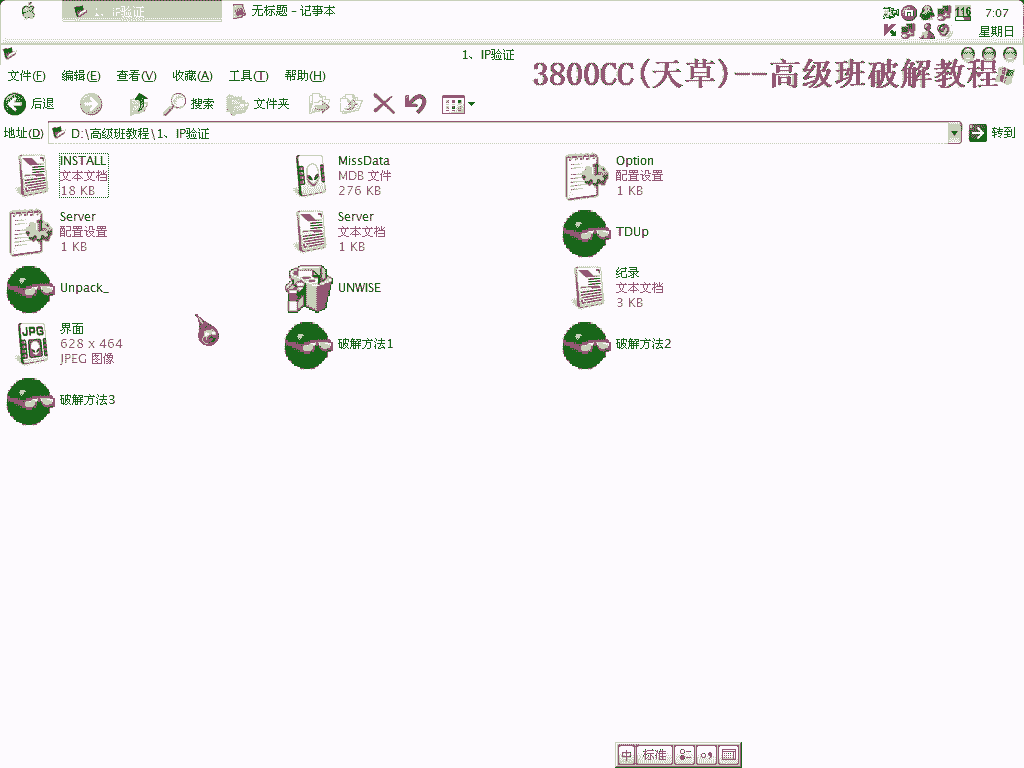 1、IP验证
无标题 - 记事本
116
7:07
星期日
1、IP验证
文件(F) 编辑(E) 查看(V) 收藏(A) 工具(T) 帮助(H)
3800CC(天草)--高级班破解教程
后退 搜索 文件夹
地址(D) D:\高级班教程\1、IP验证 转到
INSTALL
文本文档
18 KB
MissData
MDB 文件
276 KB
Option
配置设置
1 KB
Server
配置设置
1 KB
Server
文本文档
1 KB
TDUp
Unpack_
UNWISE
纪录
文本文档
3 KB
JPG
界面
628 x 464
JPEG 图像
破解方法1
破解方法2
破解方法3
中 标准